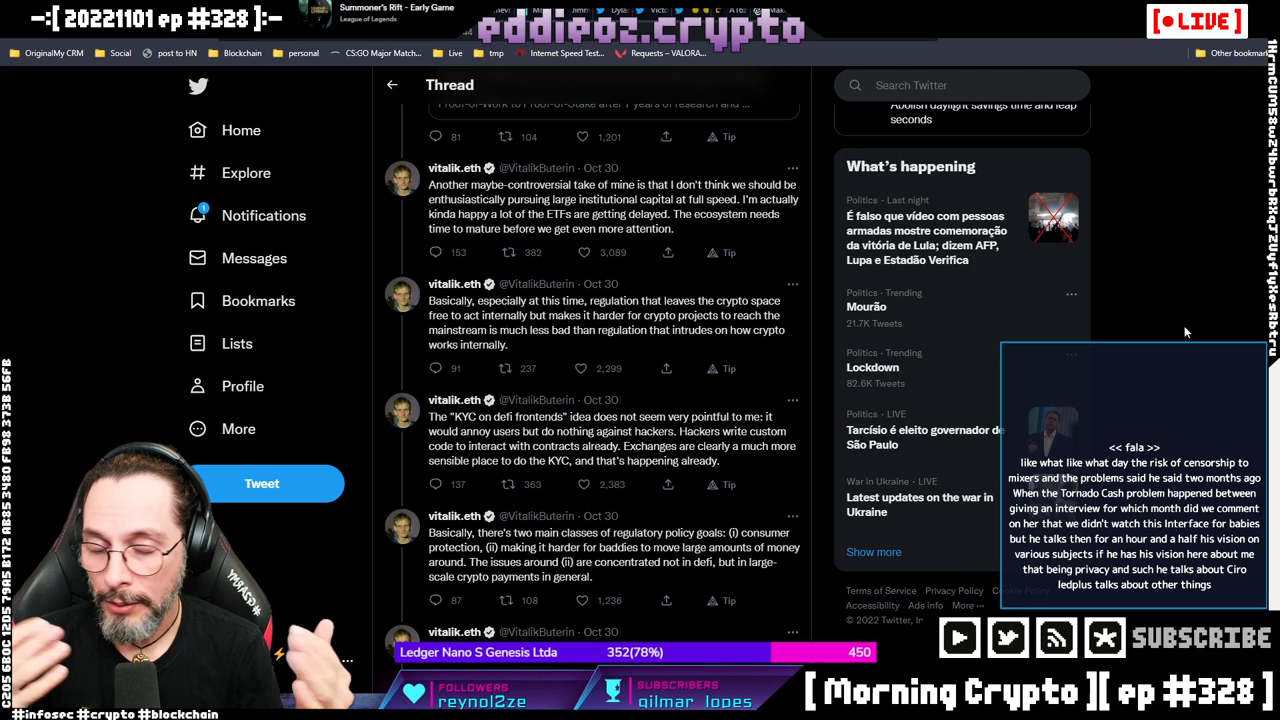 -:[ 20221101 ep #328 ]:-
Summoner's Rift - Early Game
League of Legends
eddieoz.crypto
[ ● LIVE ]
OriginalMy CRM
Social
post to HN
Blockchain
personal
CS:GO Major Match...
Live
tmp
Internet Speed Test...
Requests – VALORA...
Other bookmar
Home
Explore
1
Notifications
Messages
Bookmarks
Lists
Profile
More
Tweet
Thread
Proof-of-Work to Proof-of-Stake after 7 years of research and ...
81 104 1,201 Tip
vitalik.eth @VitalikButerin · Oct 30
Another maybe-controversial take of mine is that I don't think we should be
enthusiastically pursuing large institutional capital at full speed. I'm actually
kinda happy a lot of the ETFs are getting delayed. The ecosystem needs
time to mature before we get even more attention.
153 382 3,089 Tip
vitalik.eth @VitalikButerin · Oct 30
Basically, especially at this time, regulation that leaves the crypto space
free to act internally but makes it harder for crypto projects to reach the
mainstream is much less bad than regulation that intrudes on how crypto
works internally.
91 237 2,299 Tip
vitalik.eth @VitalikButerin · Oct 30
The "KYC on defi frontends" idea does not seem very pointful to me: it
would annoy users but do nothing against hackers. Hackers write custom
code to interact with contracts already. Exchanges are clearly a much more
sensible place to do the KYC, and that's happening already.
137 363 2,383 Tip
vitalik.eth @VitalikButerin · Oct 30
Basically, there's two main classes of regulatory policy goals: (i) consumer
protection, (ii) making it harder for baddies to move large amounts of money
around. The issues around (ii) are concentrated not in defi, but in large-
scale crypto payments in general.
87 108 1,236 Tip
vitalik.eth @VitalikButerin · Oct 30
Search Twitter
Abolish daylight savings time and leap
seconds
What's happening
Politics · Last night
É falso que vídeo com pessoas
armadas mostre comemoração
da vitória de Lula; dizem AFP,
Lupa e Estadão Verifica
Politics · Trending
Mourão
21.7K Tweets
Politics · Trending
Lockdown
82.6K Tweets
Politics · LIVE
Tarcísio é eleito governador de
São Paulo
War in Ukraine · LIVE
Latest updates on the war in
Ukraine
Show more
Terms of Service Privacy Policy
Accessibility Ads info More ···
© 2022 Twitter, In
<< fala >>
like what like what day the risk of censorship to
mixers and the problems said he said two months ago
When the Tornado Cash problem happened between
giving an interview for which month did we comment
on her that we didn't watch this Interface for babies
but he talks then for an hour and a half his vision on
various subjects if he has his vision here about me
that being privacy and such he talks about Ciro
ledplus talks about other things
SUBSCRIBE
Ledger Nano S Genesis Ltda 352(78%) 450
FOLLOWERS
reynol2ze
SUBSCRIBERS
gilmar_lopes
[ Morning Crypto ][ ep #328 ]
#infosec #crypto #blockchain